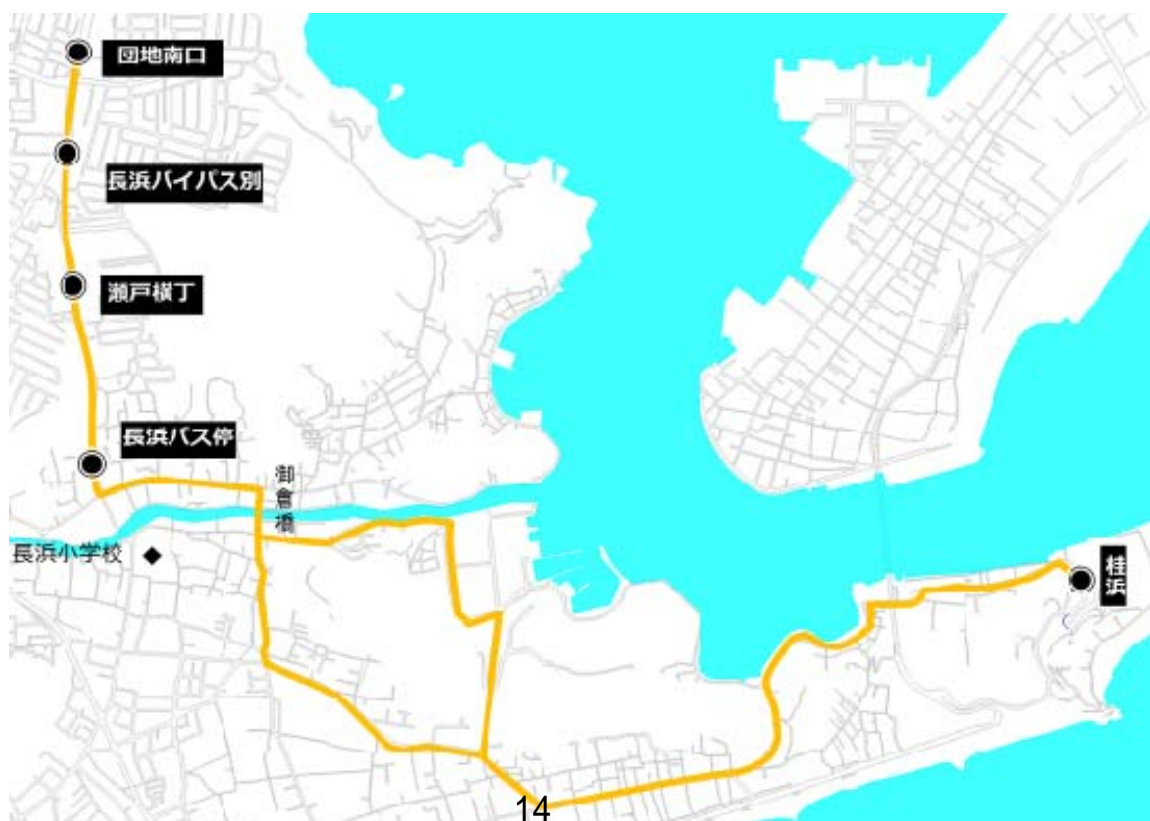 団地南口
長浜バイパス別
瀬戸横丁
長浜バス停
御倉橋
長浜小学校
桂浜
14